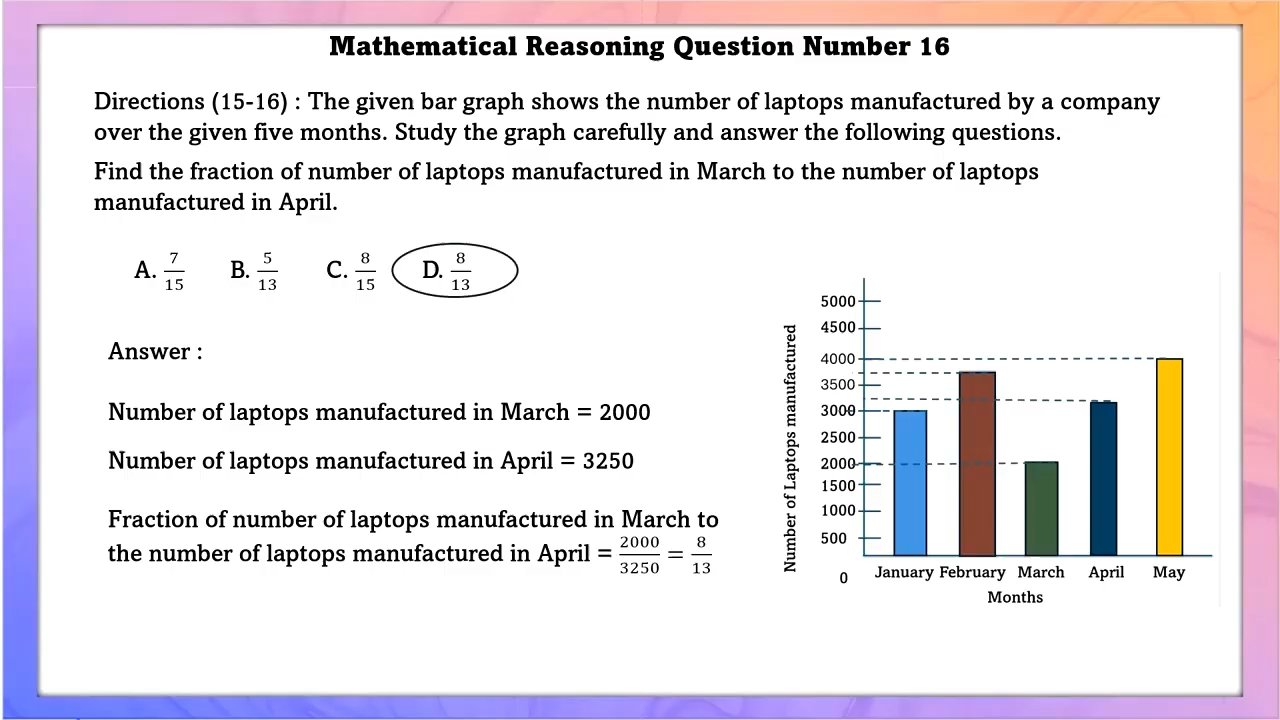 Mathematical Reasoning Question Number 16
Directions (15-16) : The given bar graph shows the number of laptops manufactured by a company
over the given five months. Study the graph carefully and answer the following questions.
Find the fraction of number of laptops manufactured in March to the number of laptops
manufactured in April.
A. 7/15 B. 5/13 C. 8/15 D. 8/13
Answer :
Number of laptops manufactured in March = 2000
Number of laptops manufactured in April = 3250
Fraction of number of laptops manufactured in March to
the number of laptops manufactured in April = 2000/3250 = 8/13
Number of Laptops manufactured
5000
4500
4000
3500
3000
2500
2000
1500
1000
500
0
January February March April May
Months